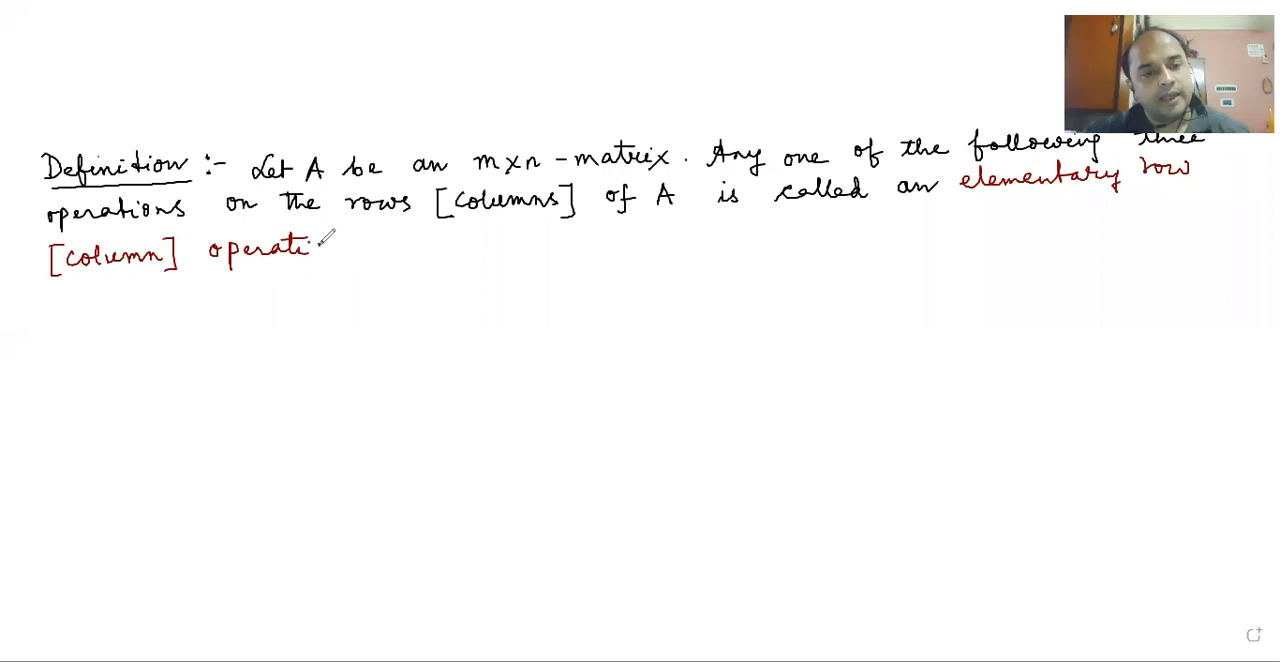 Definition :- Let A be an m×n-matrix. Any one of the following three
operations on the rows [columns] of A is called an elementary row
[column] operati